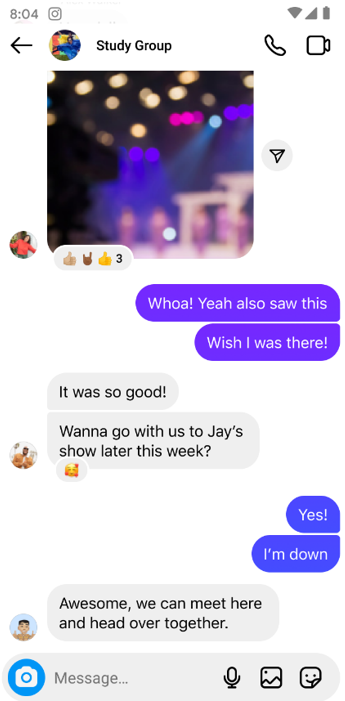 8:04
Study Group
3
Whoa! Yeah also saw this
Wish I was there!
It was so good!
Wanna go with us to Jay’s
show later this week?
Yes!
I’m down
Awesome, we can meet here
and head over together.
Message...